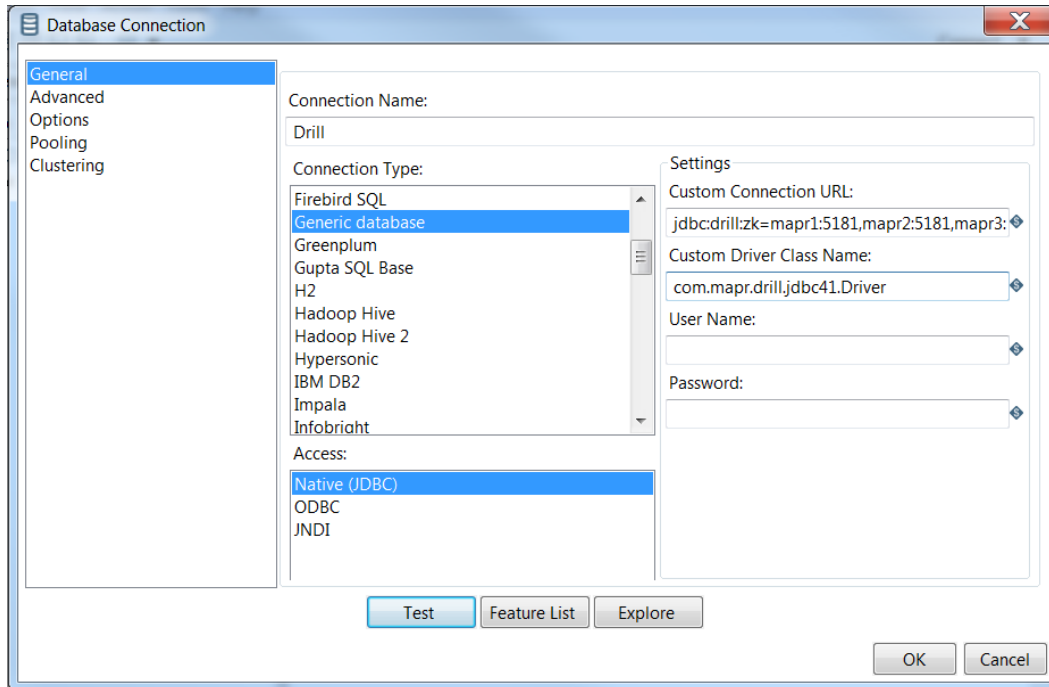 Database Connection
General
Advanced
Options
Pooling
Clustering
Connection Name:
Drill
Connection Type:
Firebird SQL
Generic database
Greenplum
Gupta SQL Base
H2
Hadoop Hive
Hadoop Hive 2
Hypersonic
IBM DB2
Impala
Infobright
Access:
Native (JDBC)
ODBC
JNDI
Settings
Custom Connection URL:
jdbc:drill:zk=mapr1:5181,mapr2:5181,mapr3:
Custom Driver Class Name:
com.mapr.drill.jdbc41.Driver
User Name:
Password:
Test
Feature List
Explore
OK
Cancel